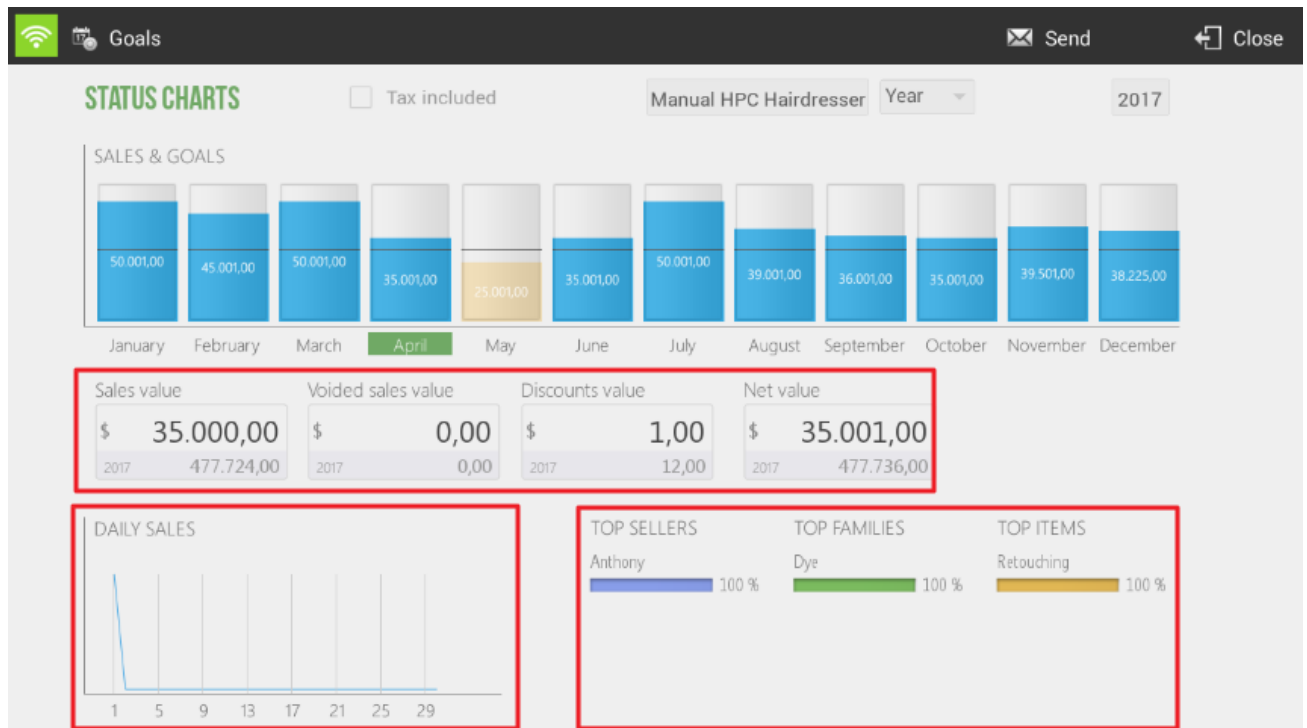 Goals Send Close
STATUS CHARTS Tax included Manual HPC Hairdresser Year 2017
SALES & GOALS
50.001,00 45.001,00 50.001,00 35.001,00 25.001,00 35.001,00 50.001,00 39.001,00 36.001,00 35.001,00 39.501,00 38.225,00
January February March April May June July August September October November December
Sales value Voided sales value Discounts value Net value
$ 35.000,00 $ 0,00 $ 1,00 $ 35.001,00
2017 477.724,00 2017 0,00 2017 12,00 2017 477.736,00
DAILY SALES
1 5 9 13 17 21 25 29
TOP SELLERS TOP FAMILIES TOP ITEMS
Anthony Dye Retouching
100 % 100 % 100 %